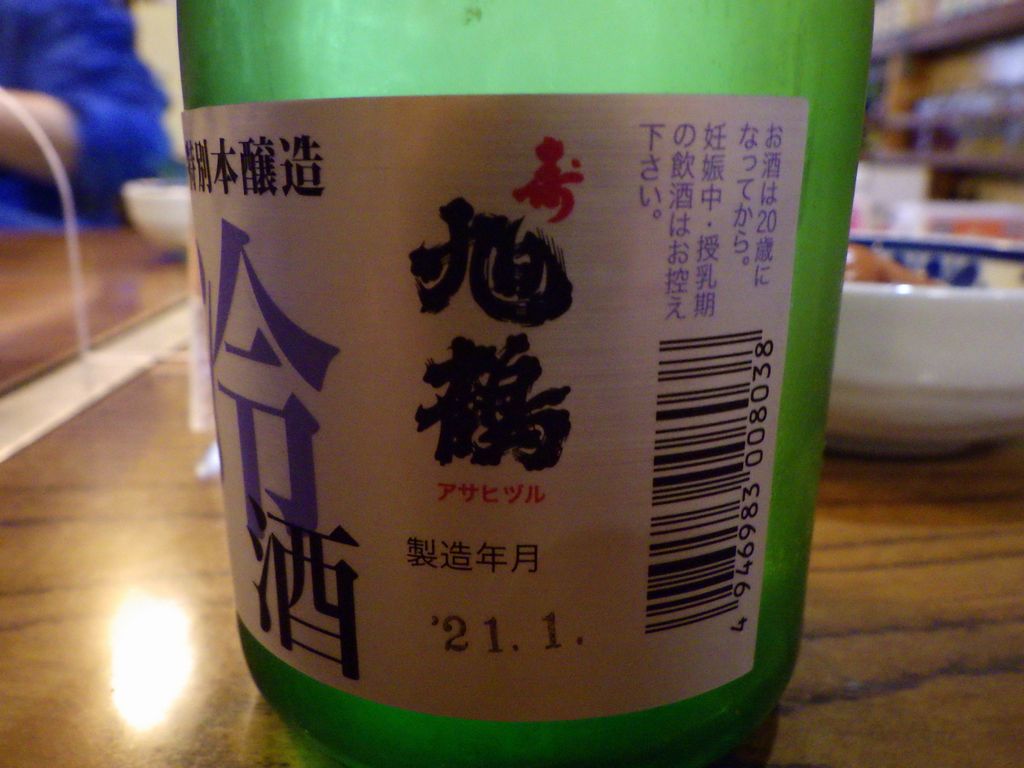 特別本醸造
冷酒
寿
旭鶴
アサヒヅル
製造年月
'21.1.
お酒は20歳に
なってから。
妊娠中・授乳期
の飲酒はお控え
下さい。
4946983008038